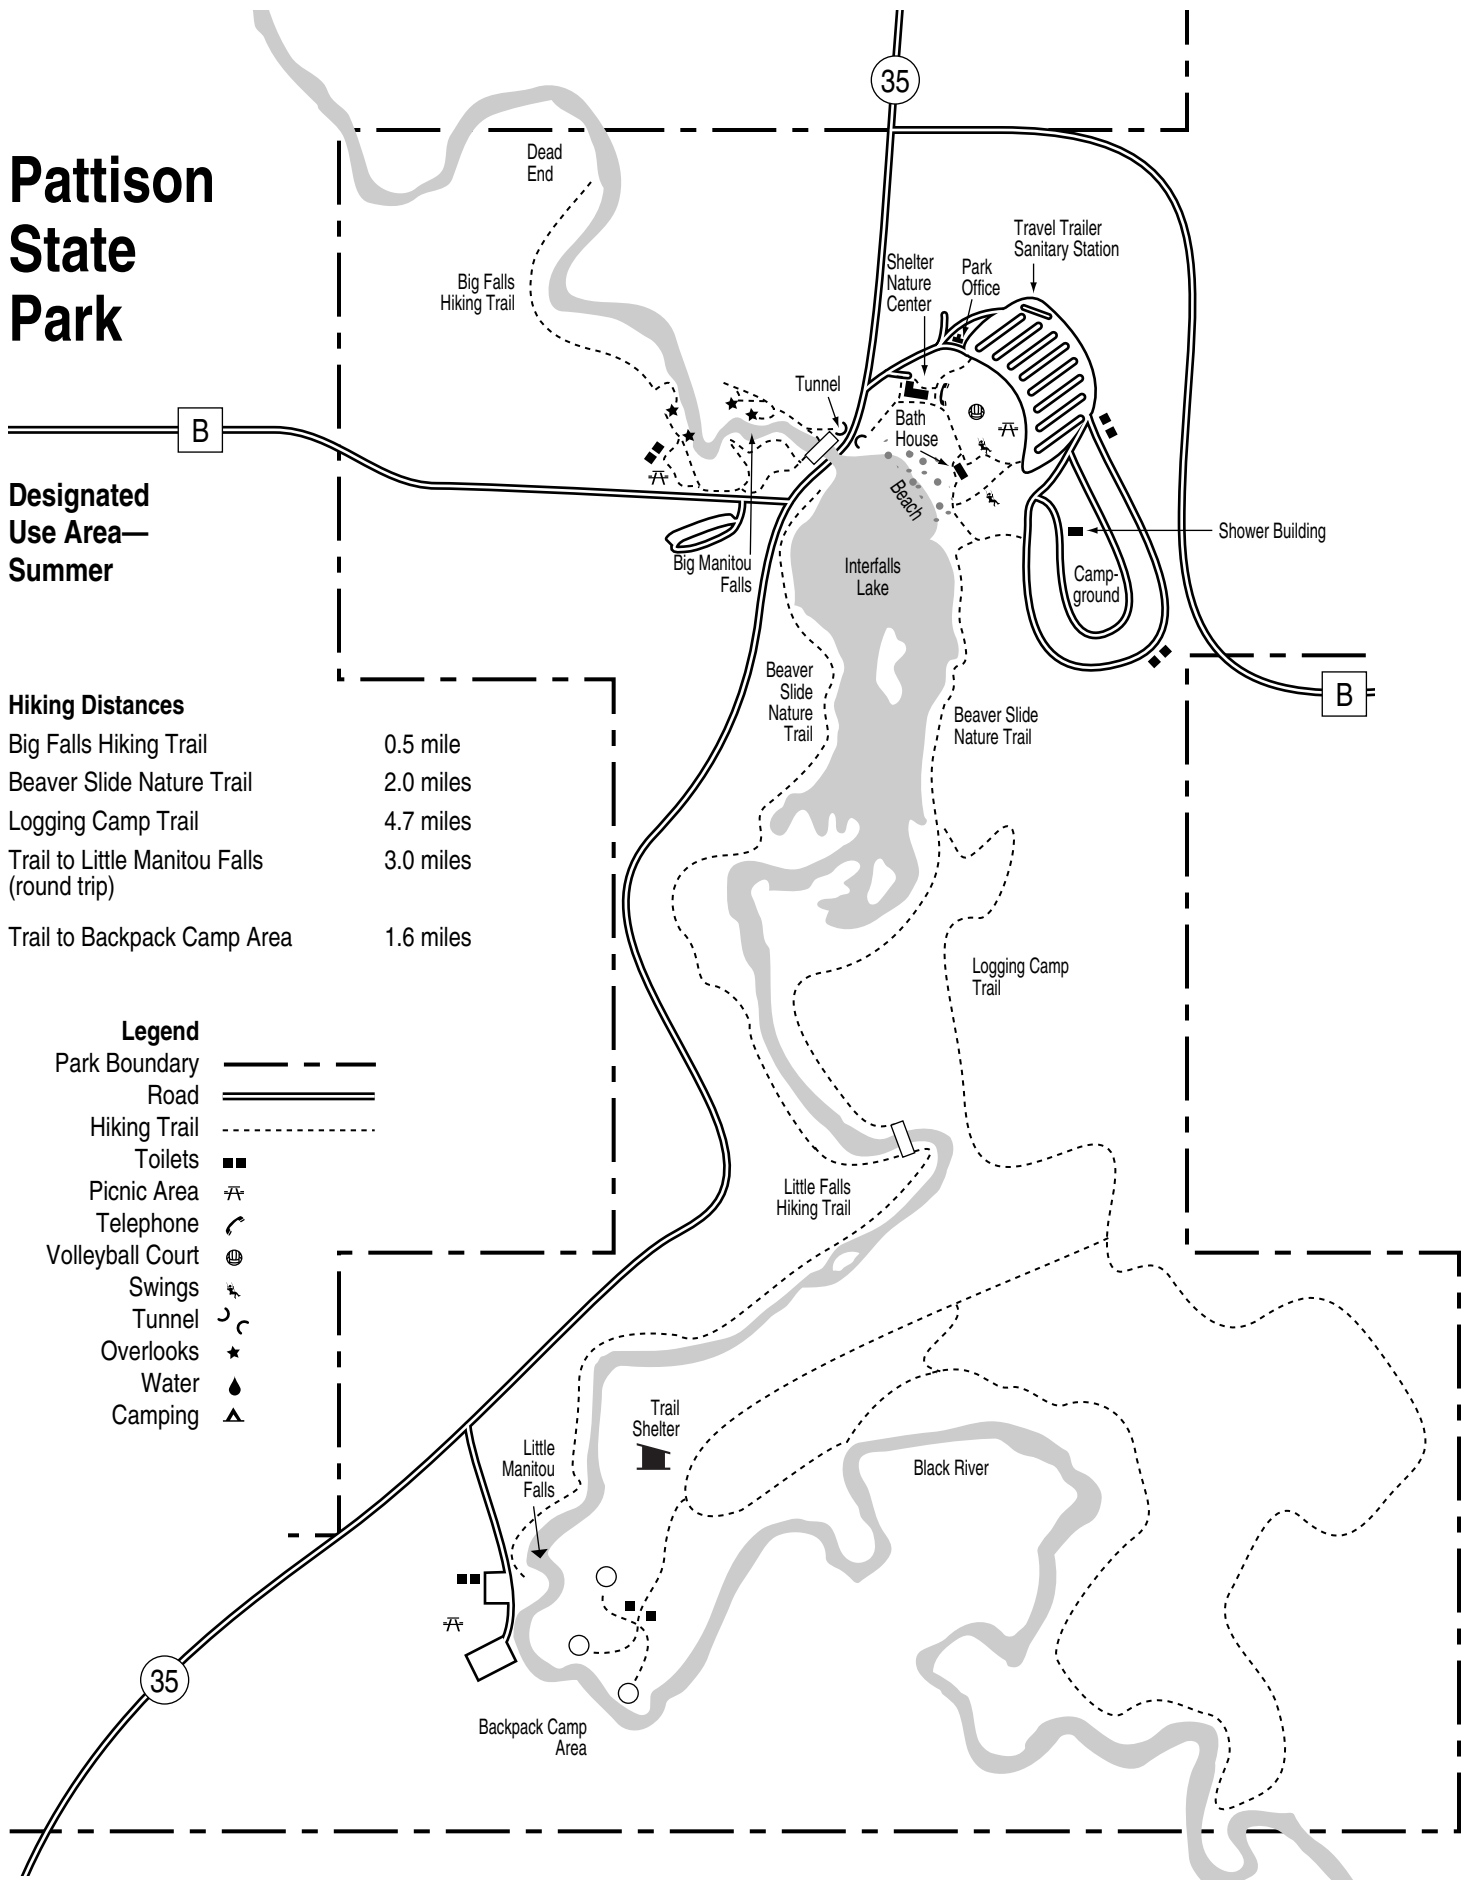 35
Dead
End
Pattison
State
Park
Travel Trailer
Sanitary Station
Shelter
Nature
Center
Park
Office
Big Falls
Hiking Trail
Tunnel
B
Bath
House
Beach
Designated
Use Area—
Summer
Big Manitou
Falls
Interfalls
Lake
Shower Building
Camp-
ground
Beaver
Slide
Nature
Trail
Beaver Slide
Nature Trail
B
Hiking Distances
Big Falls Hiking Trail 0.5 mile
Beaver Slide Nature Trail 2.0 miles
Logging Camp Trail 4.7 miles
Trail to Little Manitou Falls 3.0 miles
(round trip)
Trail to Backpack Camp Area 1.6 miles
Logging Camp
Trail
Legend
Park Boundary
Road
Hiking Trail
Toilets
Picnic Area
Telephone
Volleyball Court
Swings
Tunnel
Overlooks
Water
Camping
Little Falls
Hiking Trail
Trail
Shelter
Little
Manitou
Falls
Black River
35
Backpack Camp
Area